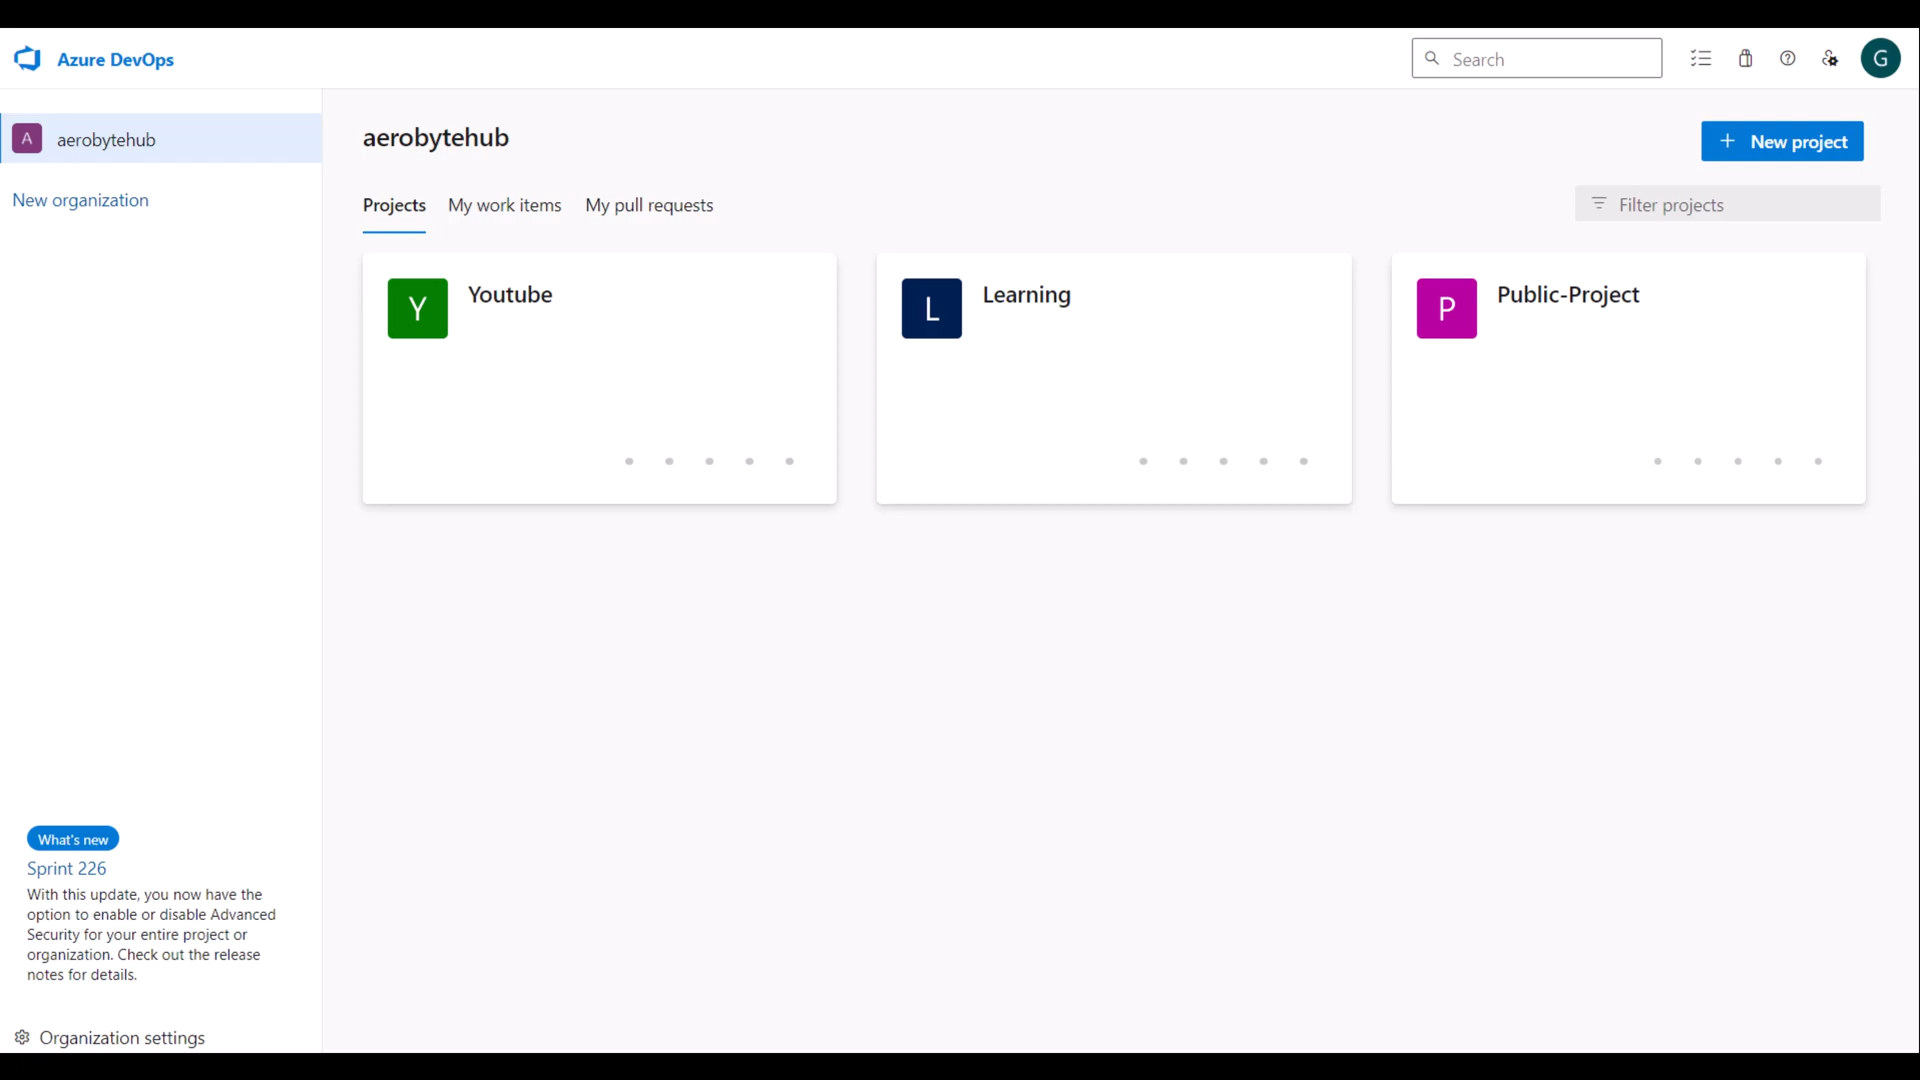 Azure DevOps
Search
G
A
aerobytehub
New organization
aerobytehub
New project
Projects
My work items
My pull requests
Filter projects
Y
Youtube
L
Learning
P
Public-Project
What's new
Sprint 226
With this update, you now have the
option to enable or disable Advanced
Security for your entire project or
organization. Check out the release
notes for details.
Organization settings